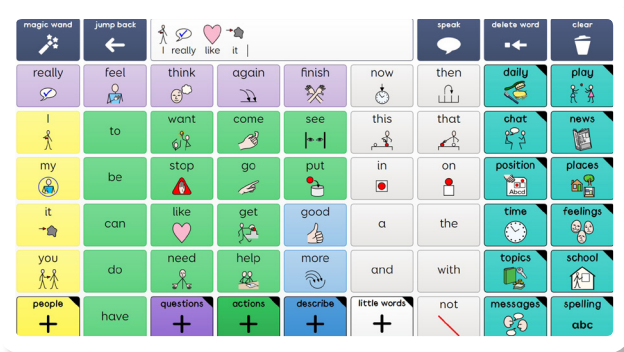 magic wand jump back speak delete word clear
I really like it
really feel think again finish now then daily play
I to want come see this that chat news
my be stop go put in on position places
Abcd
it can like get good a the time feelings
you do need help more and with topics school
people have questions actions describe little words not messages spelling
abc